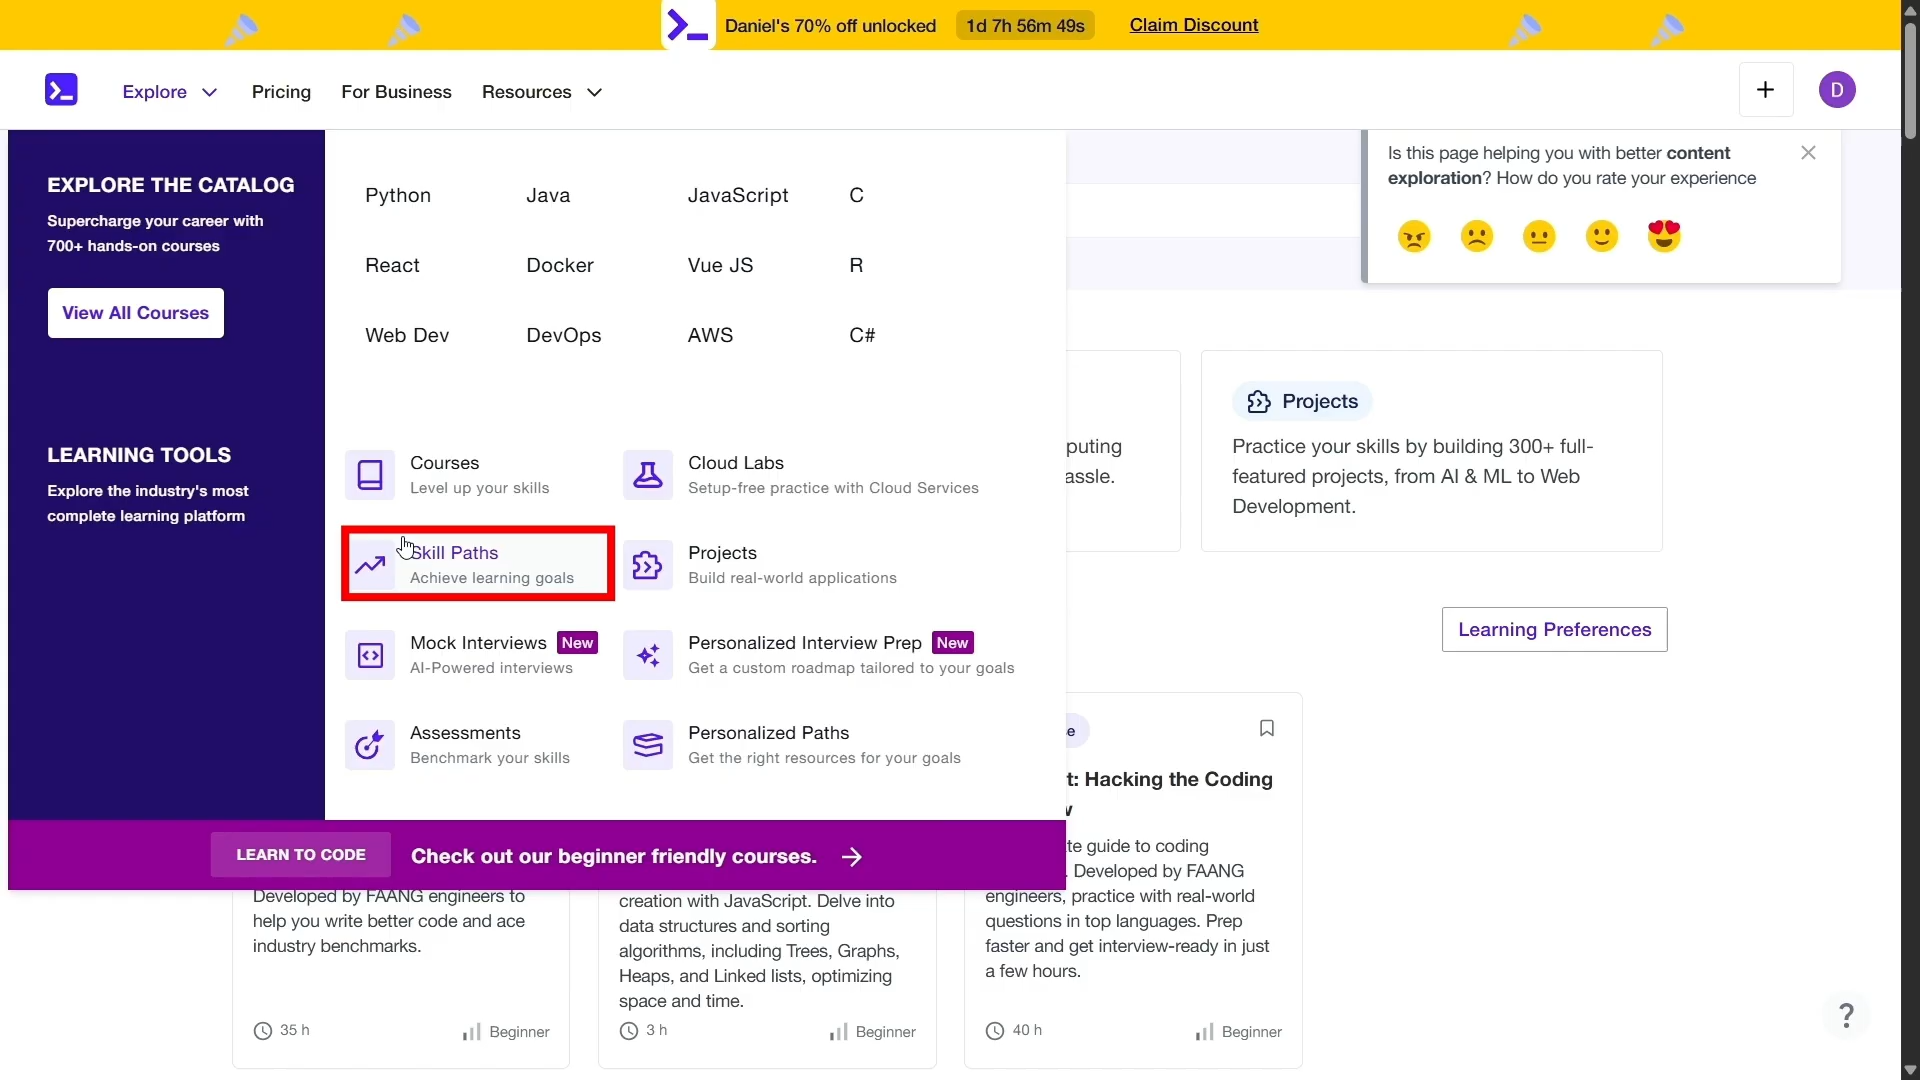 Daniel's 70% off unlocked
1d 7h 56m 49s
Claim Discount
Explore
Pricing
For Business
Resources
D
EXPLORE THE CATALOG
Supercharge your career with
700+ hands-on courses
View All Courses
LEARNING TOOLS
Explore the industry's most
complete learning platform
Python
Java
JavaScript
C
React
Docker
Vue JS
R
Web Dev
DevOps
AWS
C#
Courses
Level up your skills
Cloud Labs
Setup-free practice with Cloud Services
Skill Paths
Achieve learning goals
Projects
Build real-world applications
Mock Interviews New
AI-Powered interviews
Personalized Interview Prep New
Get a custom roadmap tailored to your goals
Assessments
Benchmark your skills
Personalized Paths
Get the right resources for your goals
LEARN TO CODE
Check out our beginner friendly courses.
Is this page helping you with better content
exploration? How do you rate your experience
puting
assle.
Projects
Practice your skills by building 300+ full-
featured projects, from AI & ML to Web
Development.
Learning Preferences
Developed by FAANG engineers to
help you write better code and ace
industry benchmarks.
35 h
Beginner
creation with JavaScript. Delve into
data structures and sorting
algorithms, including Trees, Graphs,
Heaps, and Linked lists, optimizing
space and time.
3 h
Beginner
e
t: Hacking the Coding
te guide to coding
. Developed by FAANG
engineers, practice with real-world
questions in top languages. Prep
faster and get interview-ready in just
a few hours.
40 h
Beginner
?